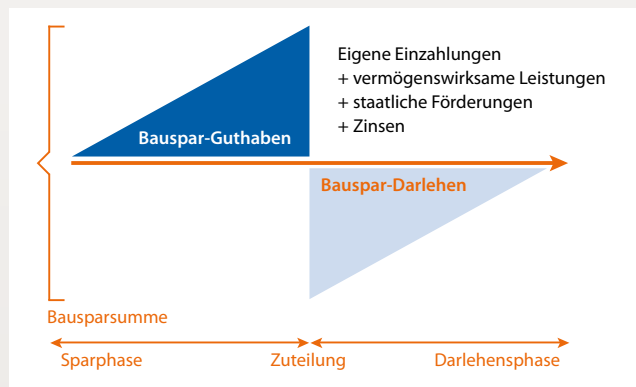 Eigene Einzahlungen
+ vermögenswirksame Leistungen
+ staatliche Förderungen
+ Zinsen
Bauspar-Guthaben
Bauspar-Darlehen
Bausparsumme
Sparphase
Zuteilung
Darlehensphase